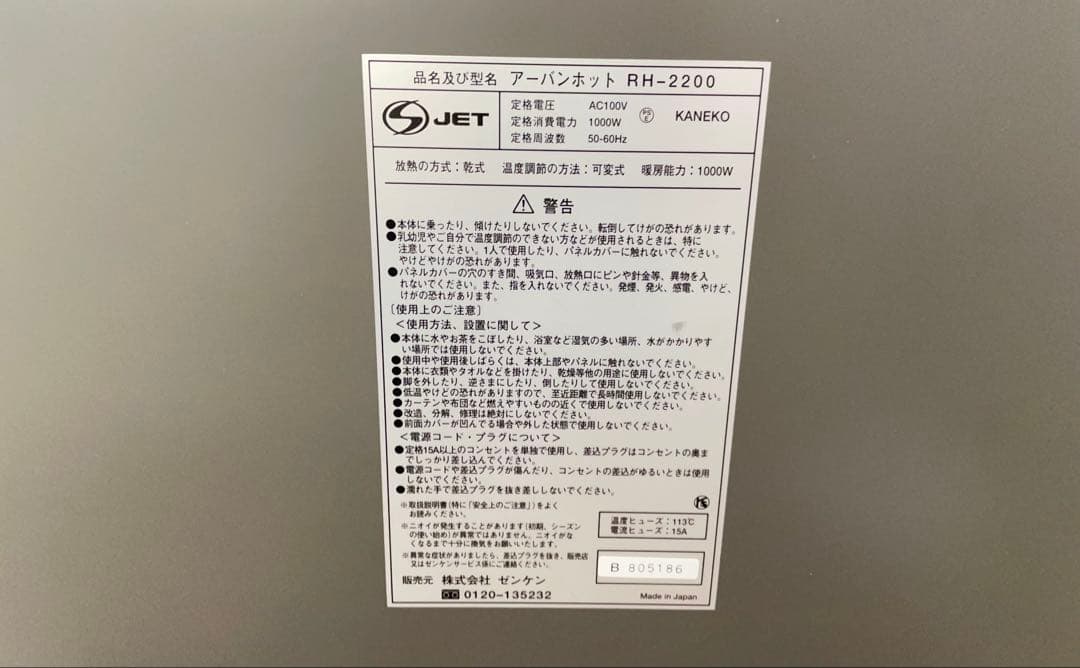 品名及び型名 アーバンホット RH-2200
JET
定格電圧 AC100V
定格消費電力 1000W
定格周波数 50-60Hz
PS
E
KANEKO
放熱の方式：乾式 温度調節の方法：可変式 暖房能力：1000W
警告
●本体に乗ったり、傾けたりしないでください。転倒してけがの恐れがあります。
●乳幼児やご自分で温度調節のできない方などが使用されるときは、特に
注意してください。1人で使用したり、パネルカバーに触れないでください。
やけどやけがの恐れがあります。
●パネルカバーの穴のすき間、吸気口、放熱口にピンや針金等、異物を入
れないでください。また、指を入れないでください。発煙、発火、感電、やけど、
けがの恐れがあります。
〔使用上のご注意〕
＜使用方法、設置に関して＞
●本体に水やお茶をこぼしたり、浴室など湿気の多い場所、水がかかりやす
い場所では使用しないでください。
●使用中や使用後しばらくは、本体上部やパネルに触れないでください。
●本体に衣類やタオルなどを掛けたり、乾燥等他の用途に使用しないでください。
●脚を外したり、逆さまにしたり、倒したりして使用しないでください。
●低温やけどの恐れがありますので、至近距離で長時間使用しないでください。
●カーテンや布団など燃えやすいものの近くで使用しないでください。
●改造、分解、修理は絶対にしないでください。
●前面カバーが凹んでる場合や外した状態で使用しないでください。
＜電源コード・プラグについて＞
●定格15A以上のコンセントを単独で使用し、差込プラグはコンセントの奥ま
でしっかり差し込んでください。
●電源コードや差込プラグが傷んだり、コンセントの差込がゆるいときは使用
しないでください。
●濡れた手で差込プラグを抜き差ししないでください。
※取扱説明書(特に「安全上のご注意」)をよく
お読みください。
※ニオイが発生することがあります(初期、シーズン
の使い始め)が異常ではありません。ニオイがな
くなるまで十分に換気をお願いいたします。
※異常な症状がありましたら、差込プラグを抜き、販売店
又はゼンケンサービス係にご連絡ください。
温度ヒューズ：113℃
電流ヒューズ：15A
B 805186
販売元 株式会社 ゼンケン
0120-135232
Made in Japan